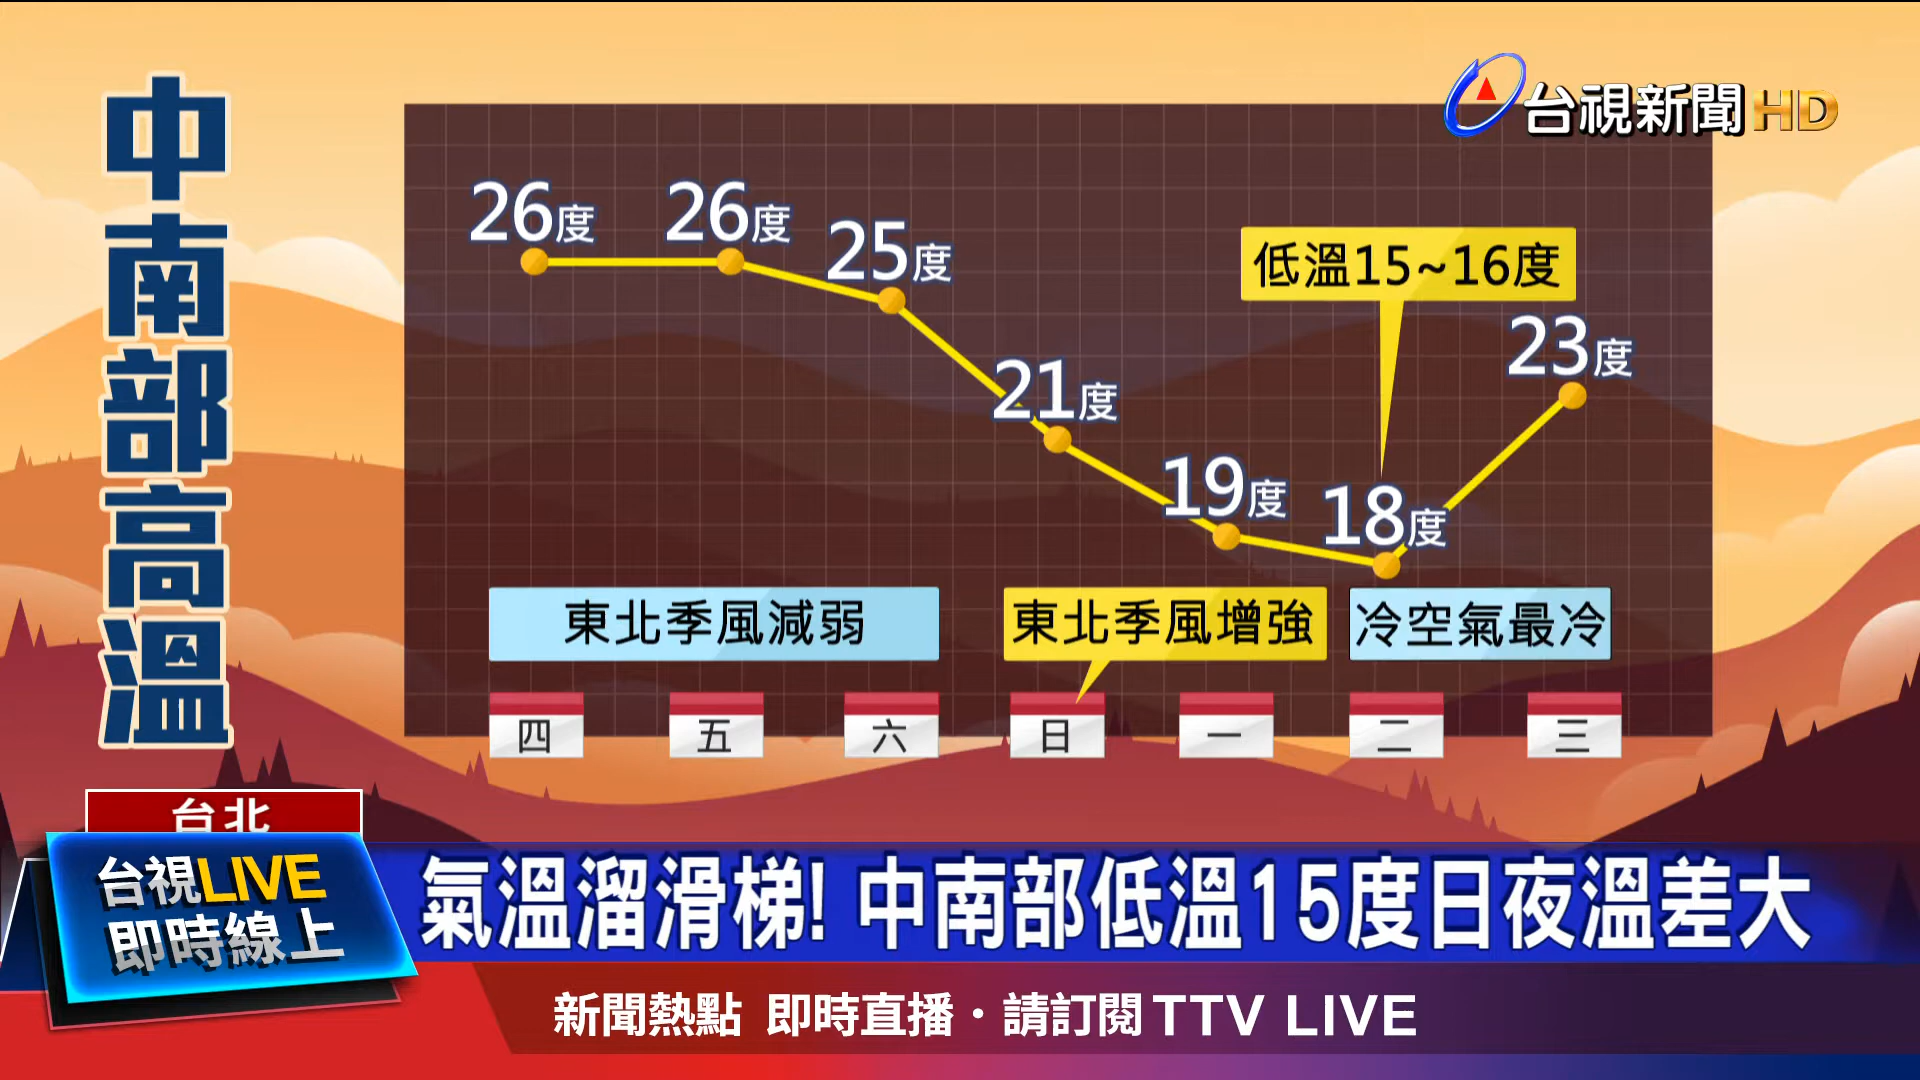 中南部高溫
台視新聞HD
26度
26度
25度
21度
19度
18度
23度
低溫15~16度
東北季風減弱
東北季風增強
冷空氣最冷
四
五
六
日
一
二
三
台北
台視LIVE
即時線上
氣溫溜滑梯! 中南部低溫15度日夜溫差大
新聞熱點 即時直播・請訂閱TTV LIVE